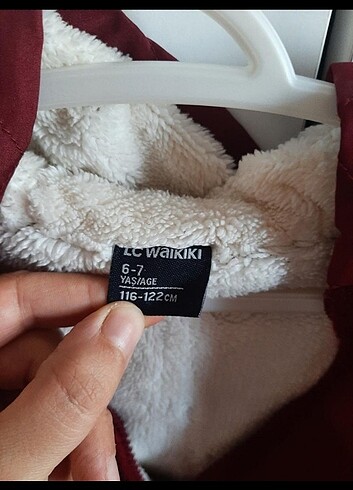 LC WAIKIKI
6-7
YAŞ/AGE
116-122CM